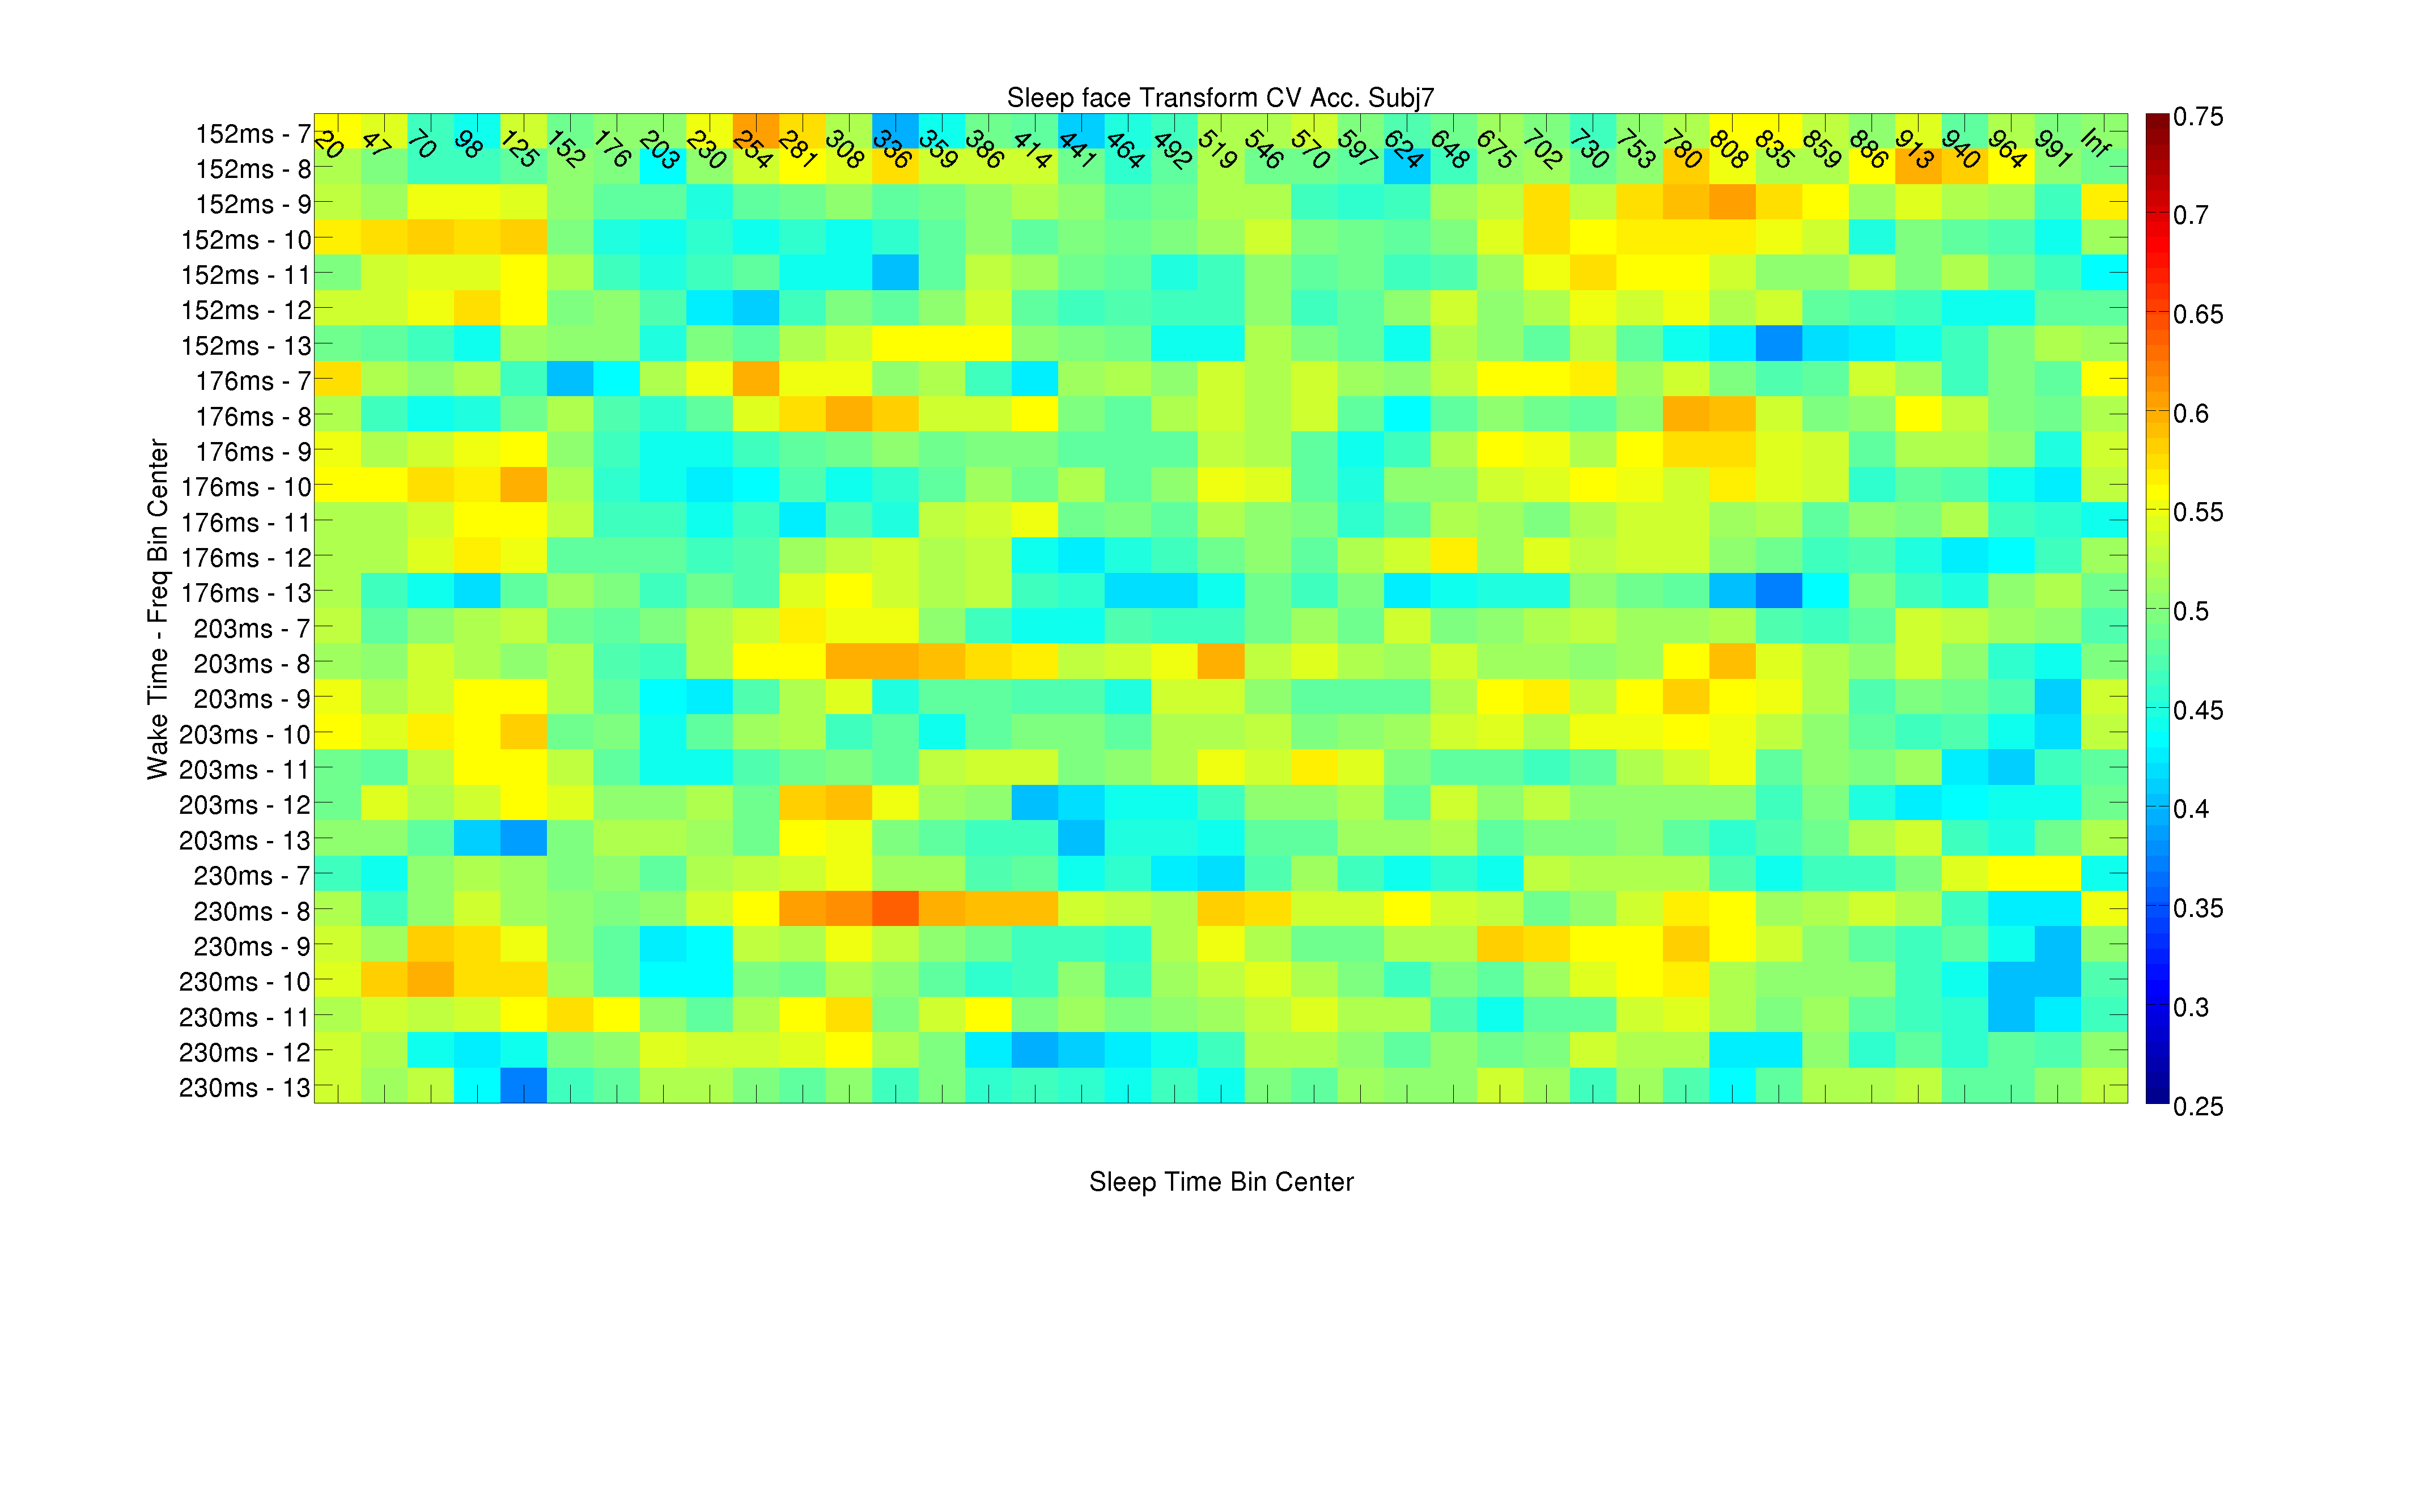 Sleep face Transform CV Acc. Subj7
20 47 70 98 125 152 176 203 230 254 281 308 336 359 386 414 441 464 492 519 546 570 597 624 648 675 702 730 753 780 808 835 859 886 913 940 964 991 Inf
152ms - 7
152ms - 8
152ms - 9
152ms - 10
152ms - 11
152ms - 12
152ms - 13
176ms - 7
176ms - 8
176ms - 9
176ms - 10
176ms - 11
176ms - 12
176ms - 13
203ms - 7
203ms - 8
203ms - 9
203ms - 10
203ms - 11
203ms - 12
203ms - 13
230ms - 7
230ms - 8
230ms - 9
230ms - 10
230ms - 11
230ms - 12
230ms - 13
Wake Time - Freq Bin Center
Sleep Time Bin Center
0.75
0.7
0.65
0.6
0.55
0.5
0.45
0.4
0.35
0.3
0.25